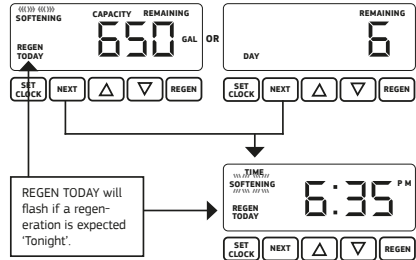 CAPACITY REMAINING
SOFTENING
650 GAL
REGEN
TODAY
SET
CLOCK
NEXT
REGEN
OR
REMAINING
6
DAY
SET
CLOCK
NEXT
REGEN
REGEN TODAY will
flash if a regen-
eration is expected
‘Tonight’.
TIME
SOFTENING
6:35 PM
REGEN
TODAY
SET
CLOCK
NEXT
REGEN